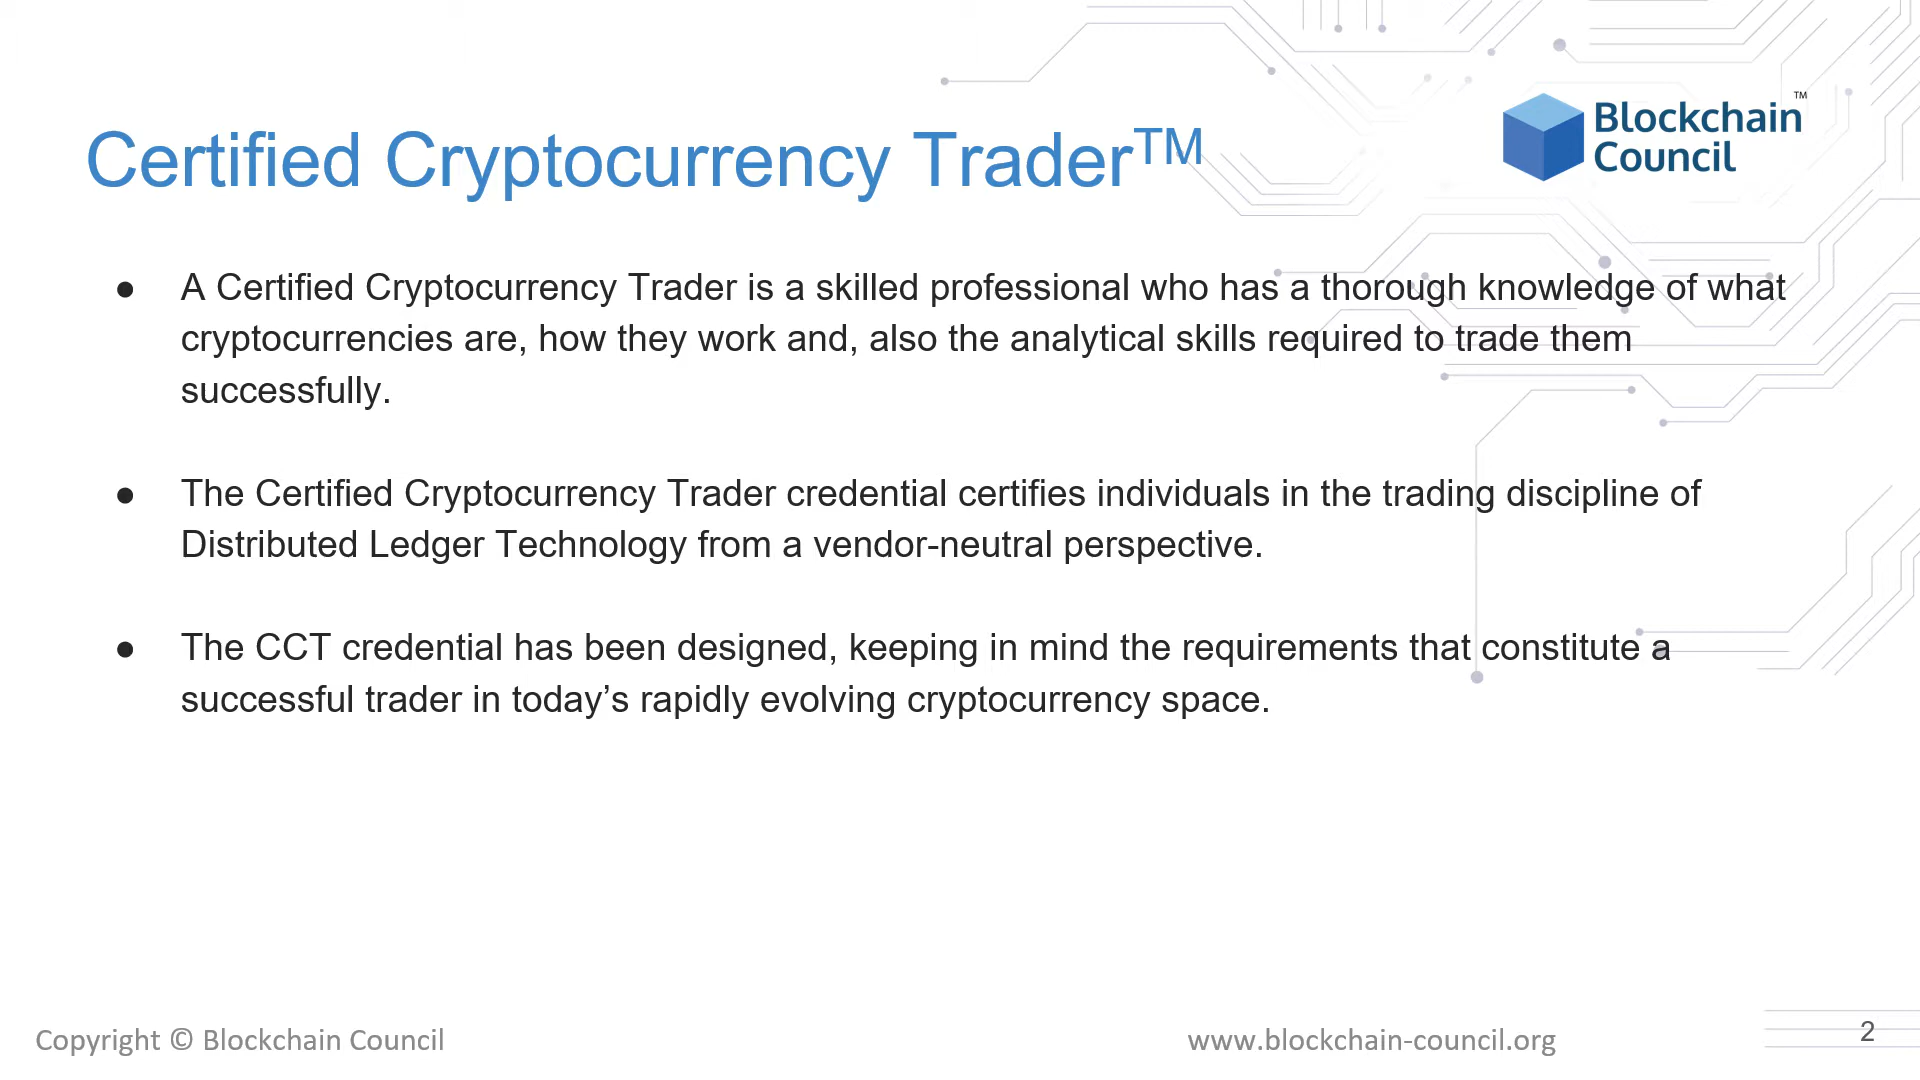 Certified Cryptocurrency Trader™
Blockchain™
Council
● A Certified Cryptocurrency Trader is a skilled professional who has a thorough knowledge of what
cryptocurrencies are, how they work and, also the analytical skills required to trade them
successfully.
● The Certified Cryptocurrency Trader credential certifies individuals in the trading discipline of
Distributed Ledger Technology from a vendor-neutral perspective.
● The CCT credential has been designed, keeping in mind the requirements that constitute a
successful trader in today’s rapidly evolving cryptocurrency space.
Copyright © Blockchain Council
www.blockchain-council.org
2